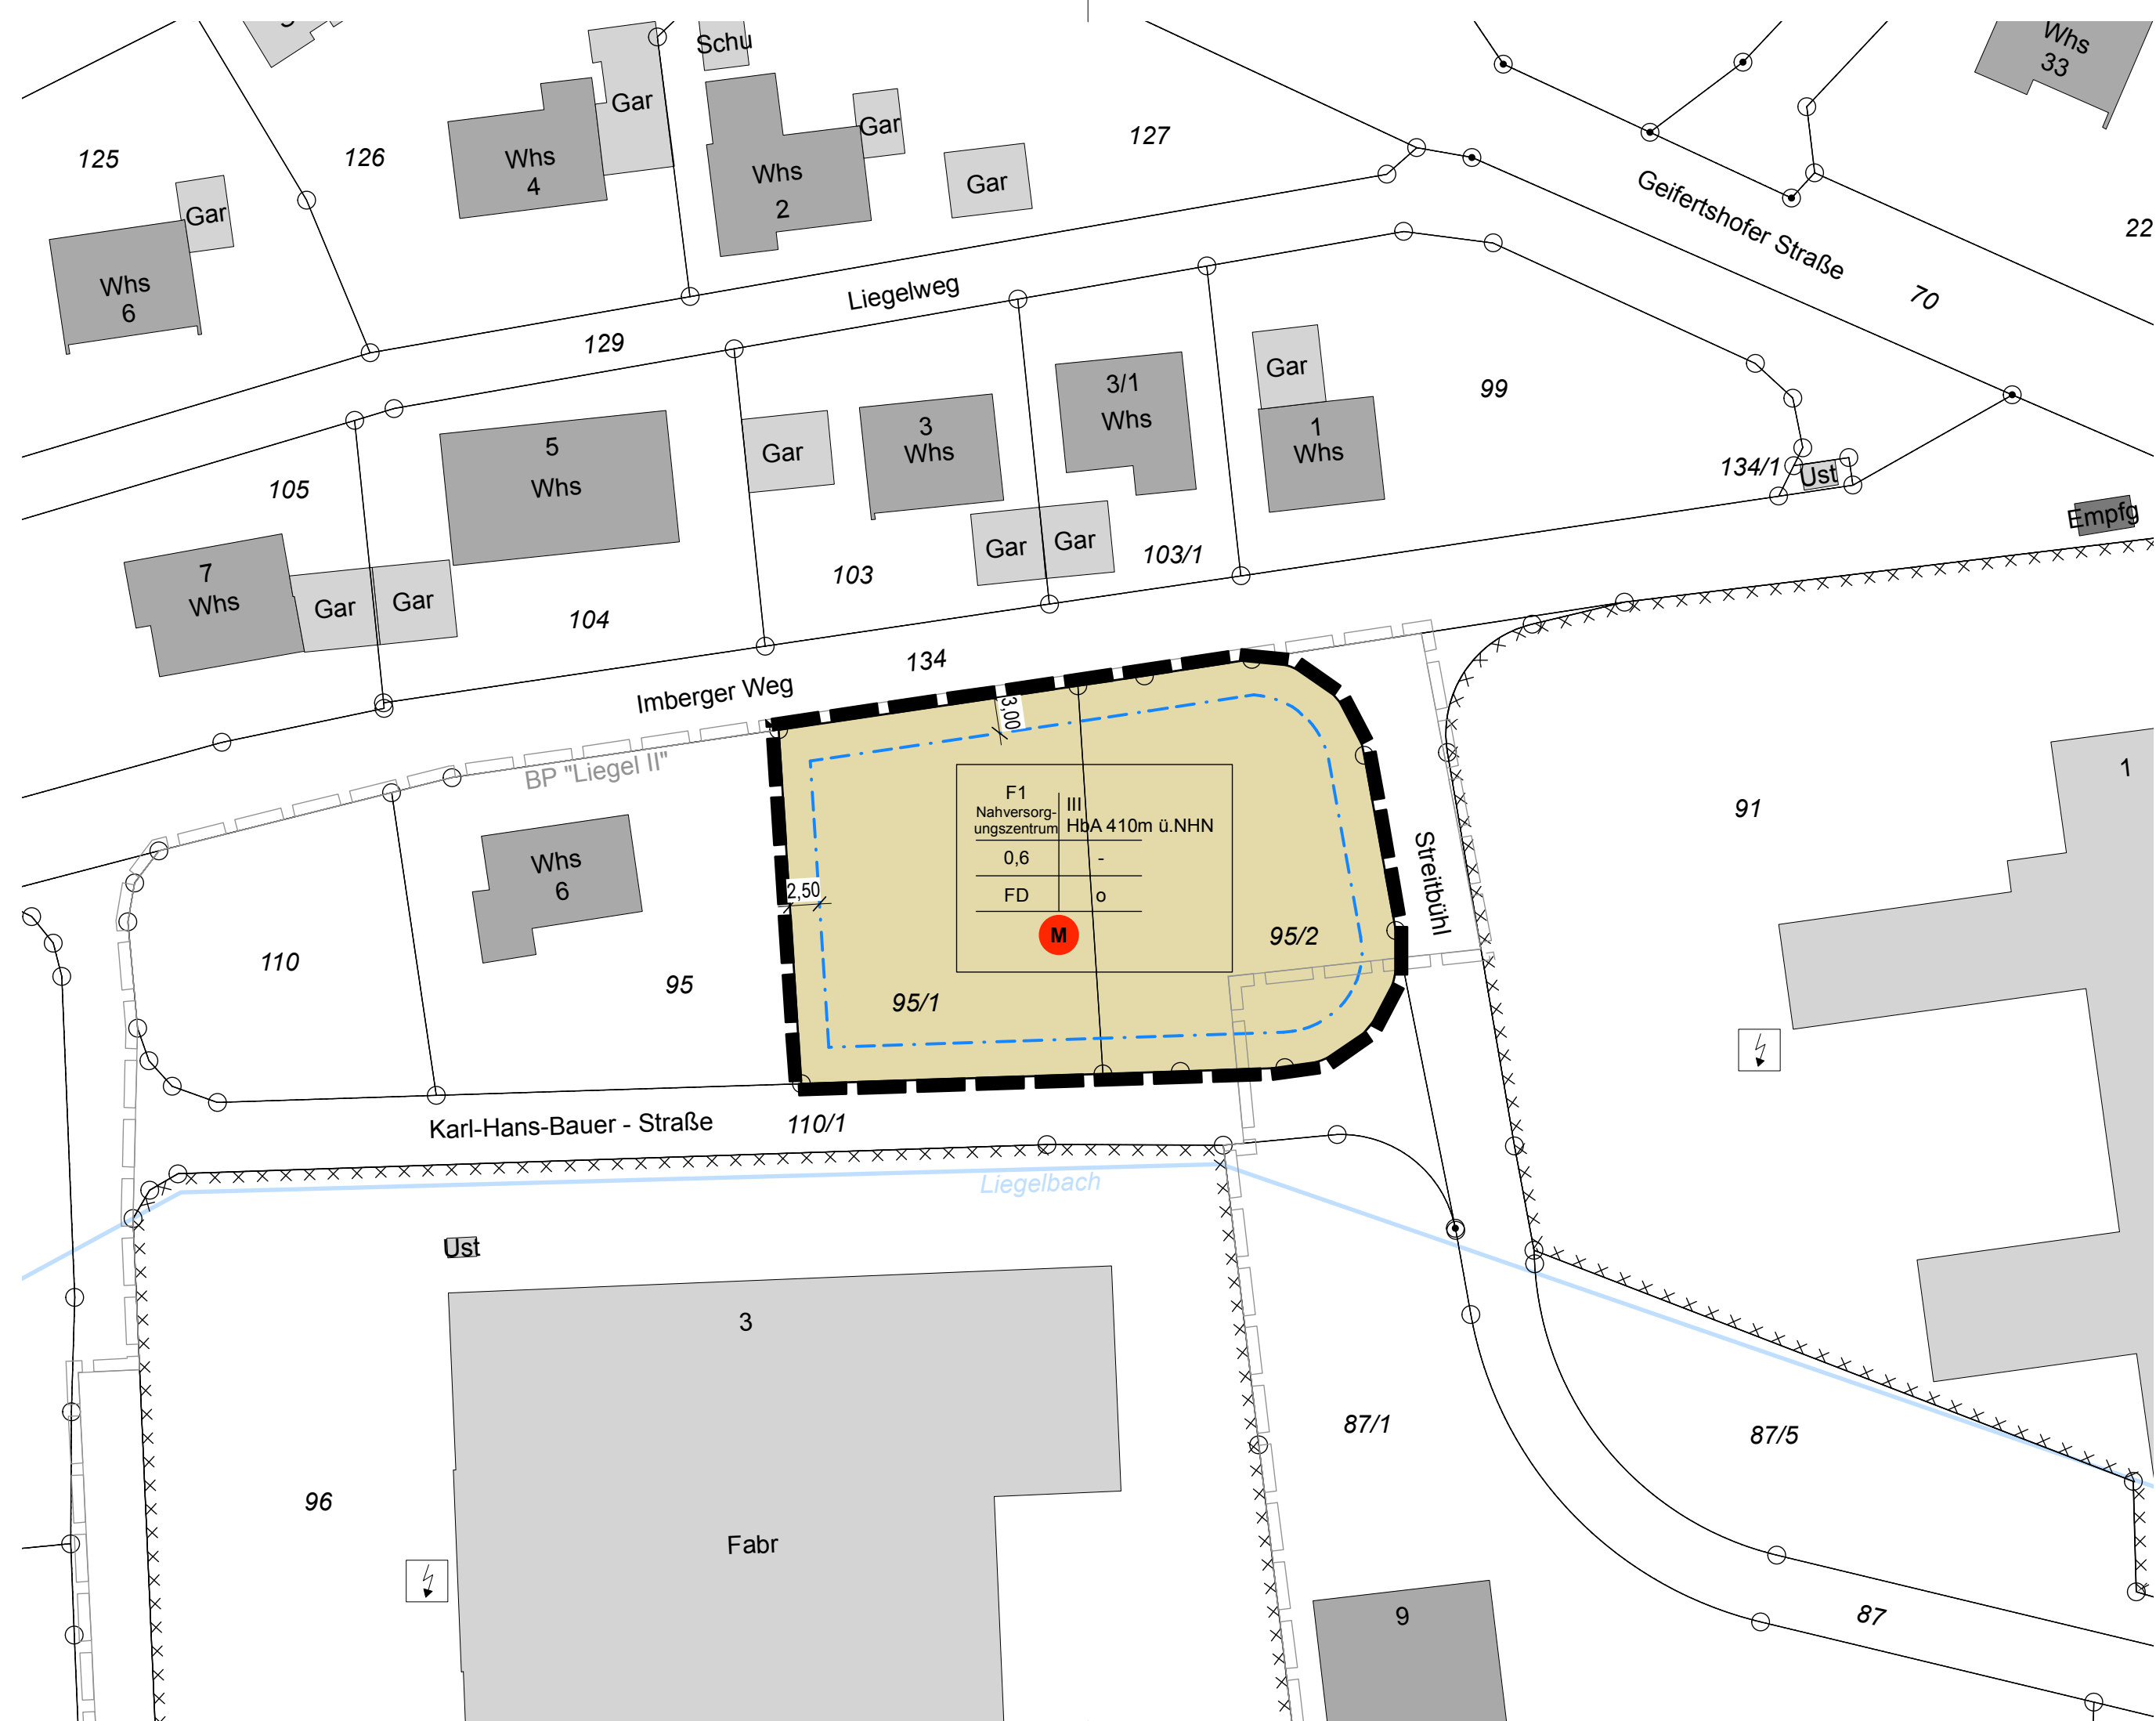 Schu
Whs
33
Gar
Gar
125
126
127
Whs
4
Whs
2
Gar
Gar
Geifertshofer Straße
22
70
Whs
6
Liegelweg
129
Gar
99
3/1
Whs
5
Whs
Gar
3
Whs
1
Whs
134/1
Ust
Empfg
105
7
Whs
Gar
Gar
104
103
Gar
Gar
103/1
134
Imberger Weg
3,00
BP "Liegel II"
1
F1
Nahversorg-
ungszentrum
III
HbA 410m ü.NHN
0,6
-
FD
o
M
91
Streitbühl
Whs
6
2,50
110
95
95/1
95/2
Karl-Hans-Bauer - Straße
110/1
Liegelbach
Ust
3
87/1
87/5
96
Fabr
9
87